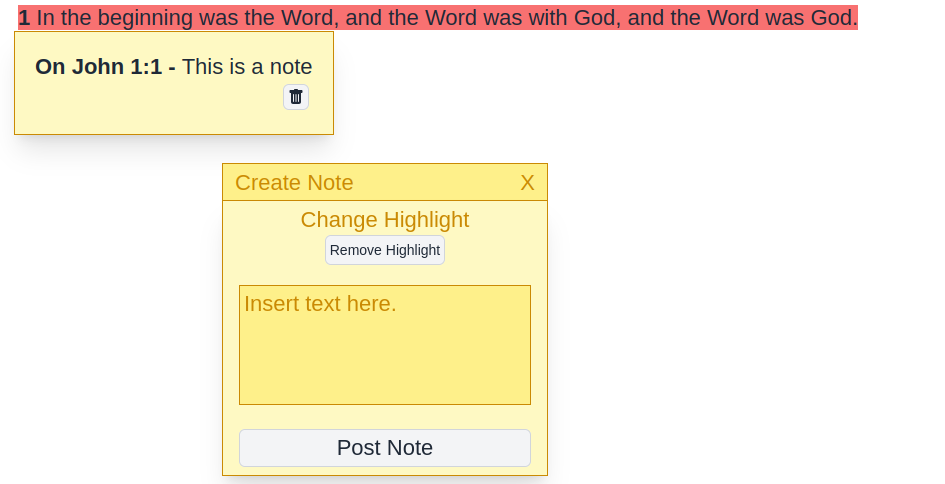 1 In the beginning was the Word, and the Word was with God, and the Word was God.
On John 1:1 - This is a note
Create Note X
Change Highlight
Remove Highlight
Insert text here.
Post Note